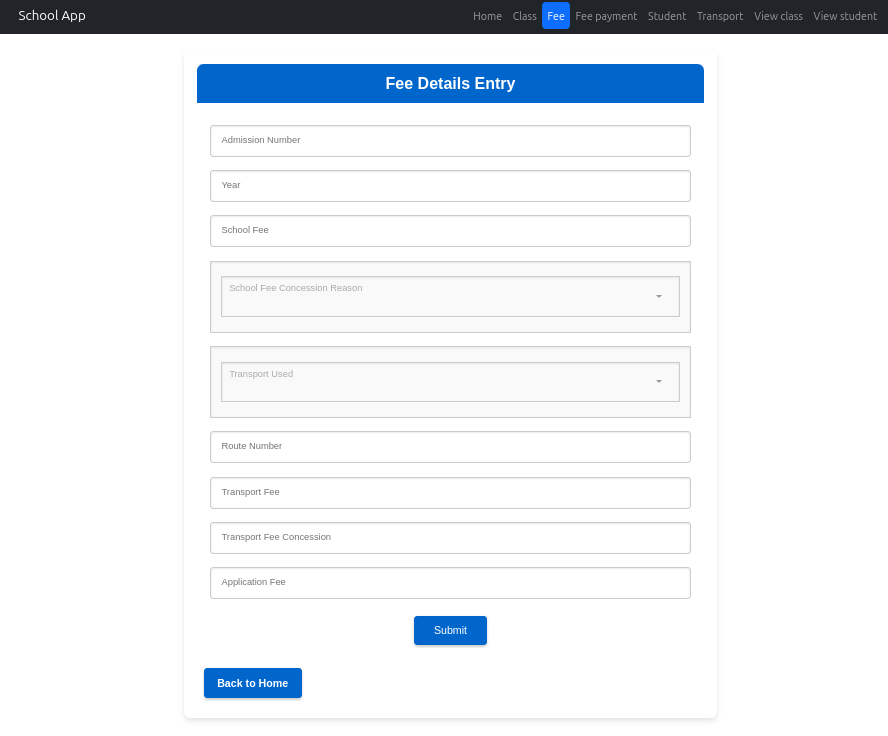 School App
Home Class Fee Fee payment Student Transport View class View student
Fee Details Entry
Admission Number
Year
School Fee
School Fee Concession Reason
Transport Used
Route Number
Transport Fee
Transport Fee Concession
Application Fee
Submit
Back to Home